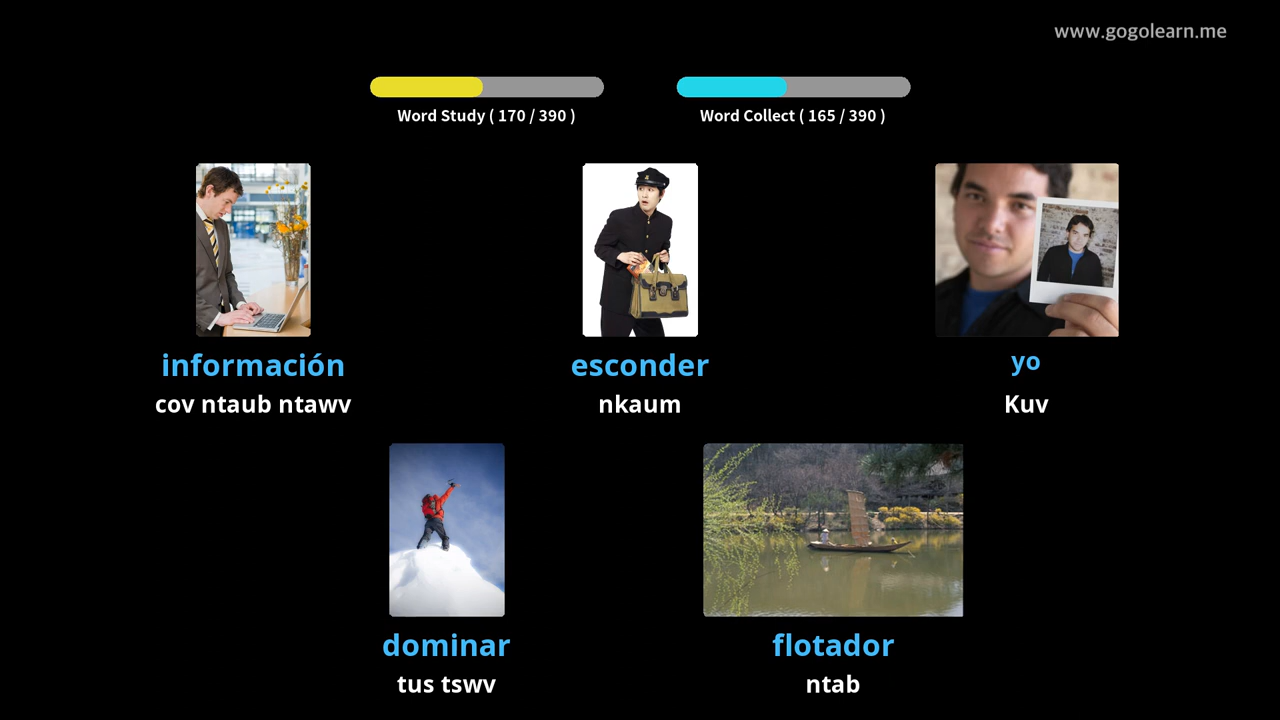 www.gogolearn.me
Word Study ( 170 / 390 )
Word Collect ( 165 / 390 )
información
cov ntaub ntawv
esconder
nkaum
yo
Kuv
dominar
tus tswv
flotador
ntab